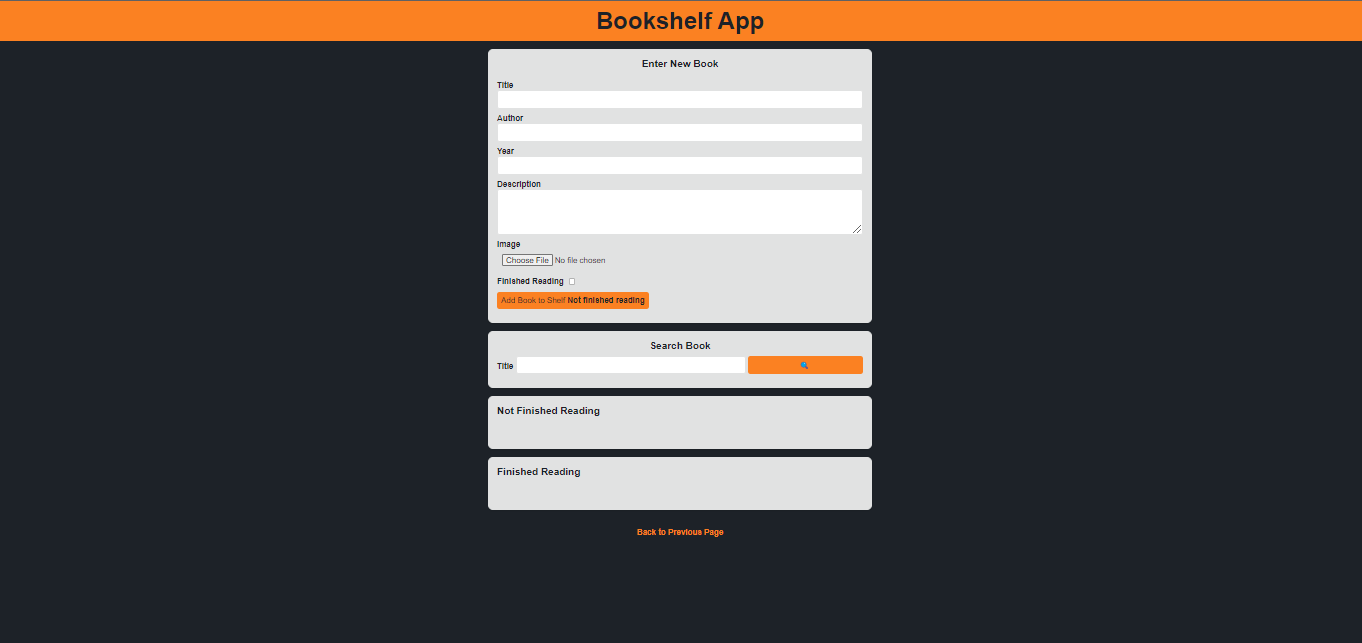 Bookshelf App
Enter New Book
Title
Author
Year
Description
Image
Choose File No file chosen
Finished Reading
Add Book to Shelf Not finished reading
Search Book
Title
Not Finished Reading
Finished Reading
Back to Previous Page